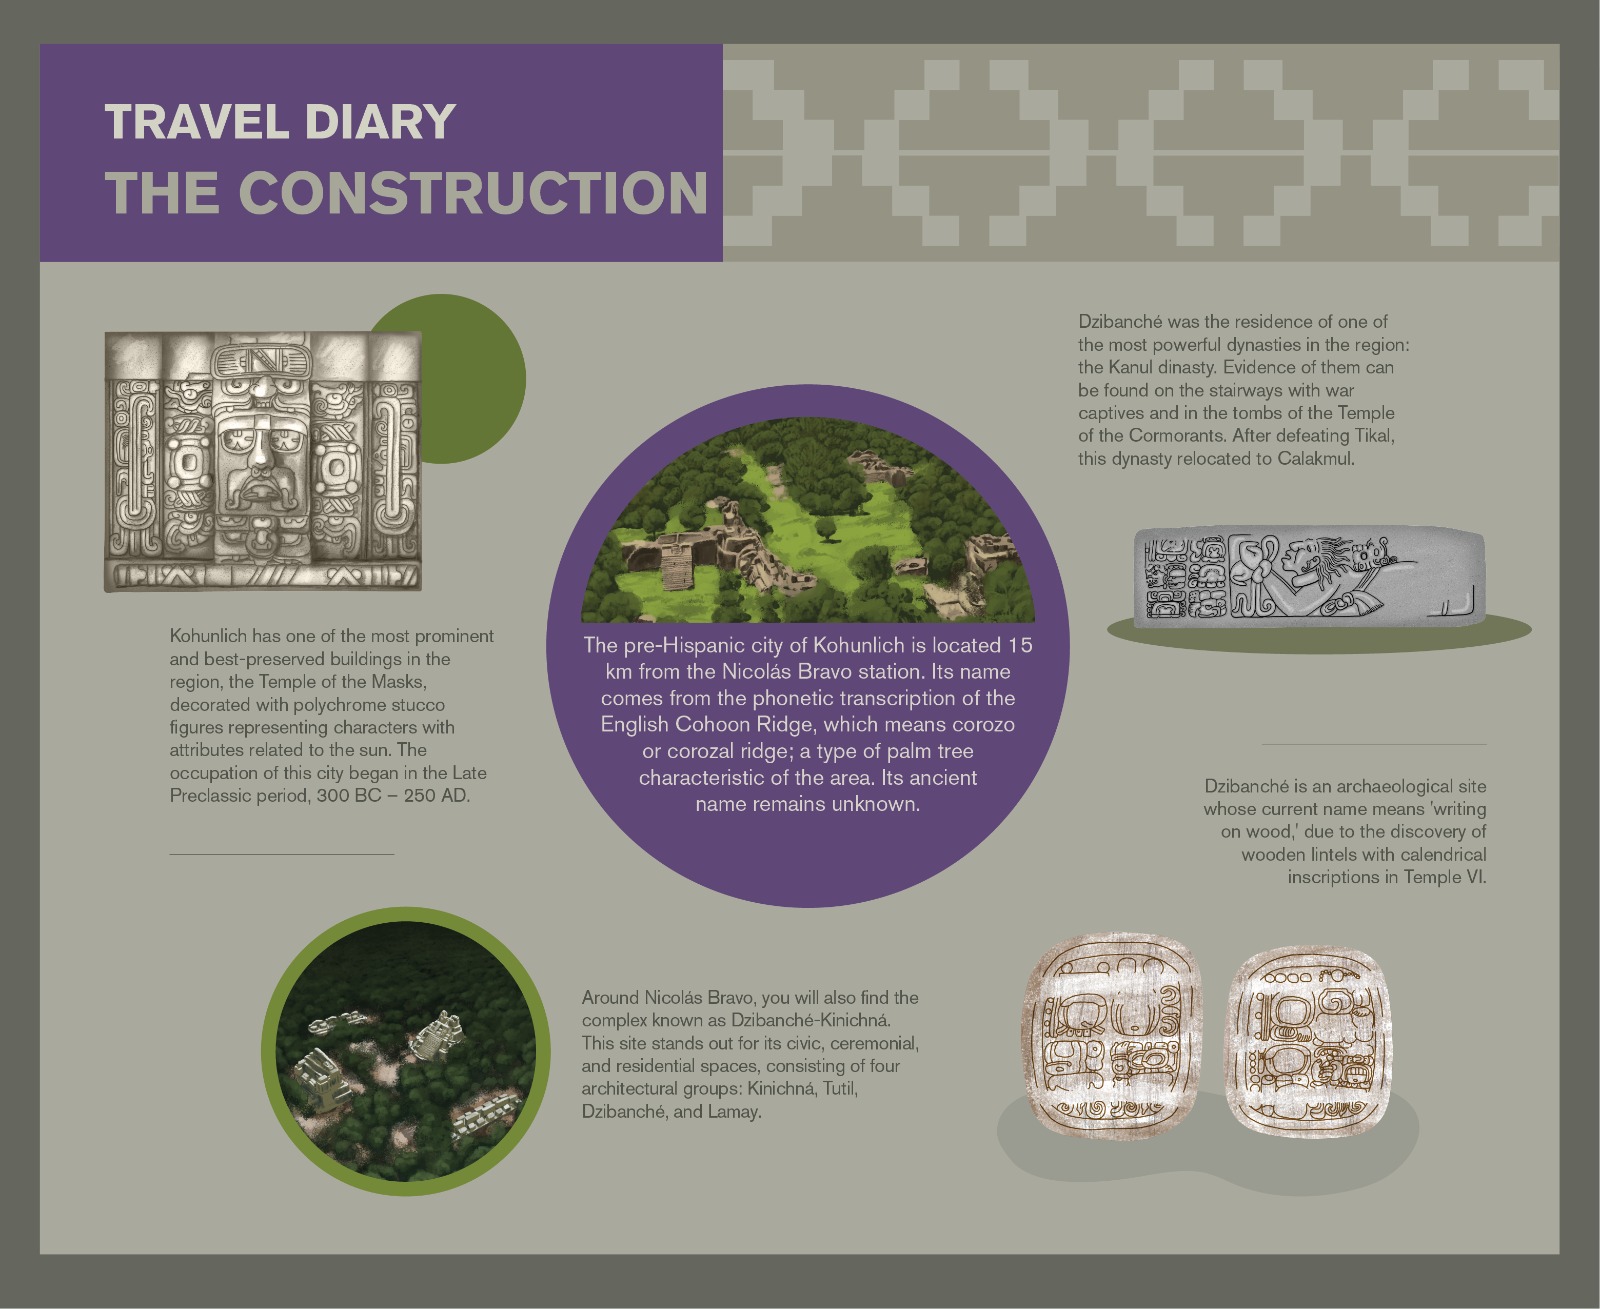 TRAVEL DIARY
THE CONSTRUCTION
Kohunlich has one of the most prominent
and best-preserved buildings in the
region, the Temple of the Masks,
decorated with polychrome stucco
figures representing characters with
attributes related to the sun. The
occupation of this city began in the Late
Preclassic period, 300 BC – 250 AD.
The pre-Hispanic city of Kohunlich is located 15
km from the Nicolás Bravo station. Its name
comes from the phonetic transcription of the
English Cohoon Ridge, which means corozo
or corozal ridge; a type of palm tree
characteristic of the area. Its ancient
name remains unknown.
Dzibanché was the residence of one of
the most powerful dynasties in the region:
the Kanul dinasty. Evidence of them can
be found on the stairways with war
captives and in the tombs of the Temple
of the Cormorants. After defeating Tikal,
this dynasty relocated to Calakmul.
Dzibanché is an archaeological site
whose current name means 'writing
on wood,' due to the discovery of
wooden lintels with calendrical
inscriptions in Temple VI.
Around Nicolás Bravo, you will also find the
complex known as Dzibanché-Kinichná.
This site stands out for its civic, ceremonial,
and residential spaces, consisting of four
architectural groups: Kinichná, Tutil,
Dzibanché, and Lamay.